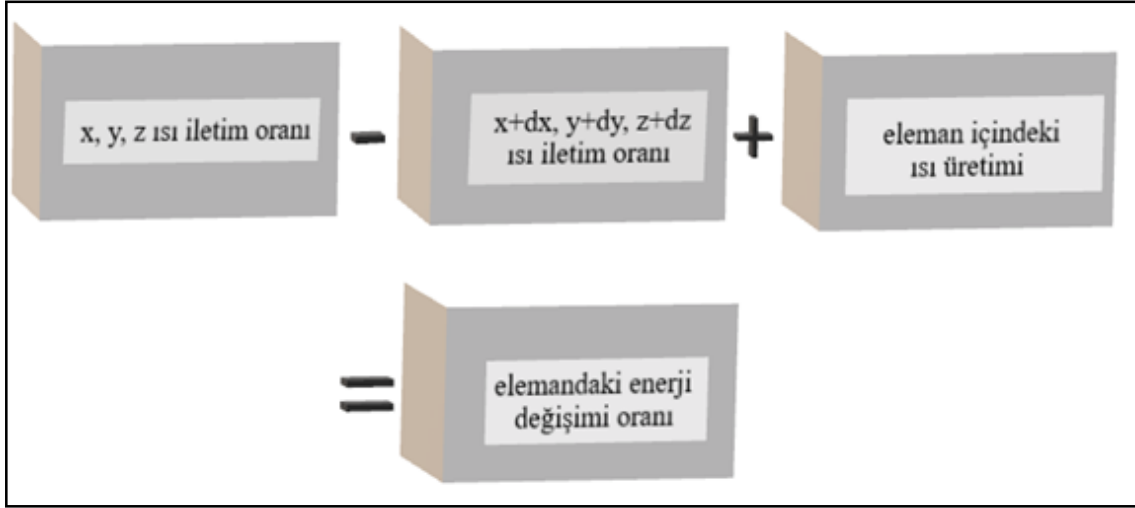 x, y, z ısı iletim oranı
-
x+dx, y+dy, z+dz
ısı iletim oranı
+
eleman içindeki
ısı üretimi
=
elemandaki enerji
değişimi oranı